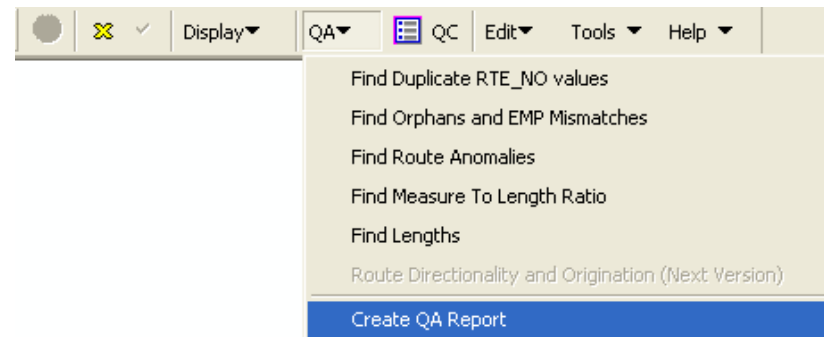 Display QA QC Edit Tools Help
Find Duplicate RTE_NO values
Find Orphans and EMP Mismatches
Find Route Anomalies
Find Measure To Length Ratio
Find Lengths
Route Directionality and Origination (Next Version)
Create QA Report